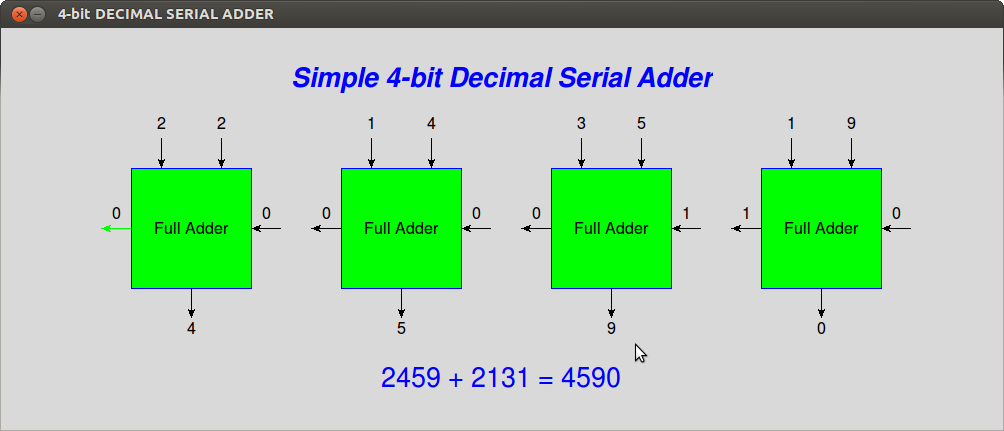 4-bit DECIMAL SERIAL ADDER
Simple 4-bit Decimal Serial Adder
2 2 1 4 3 5 1 9
0 0 0 0 0 1 1 0
Full Adder Full Adder Full Adder Full Adder
4 5 9 0
2459 + 2131 = 4590